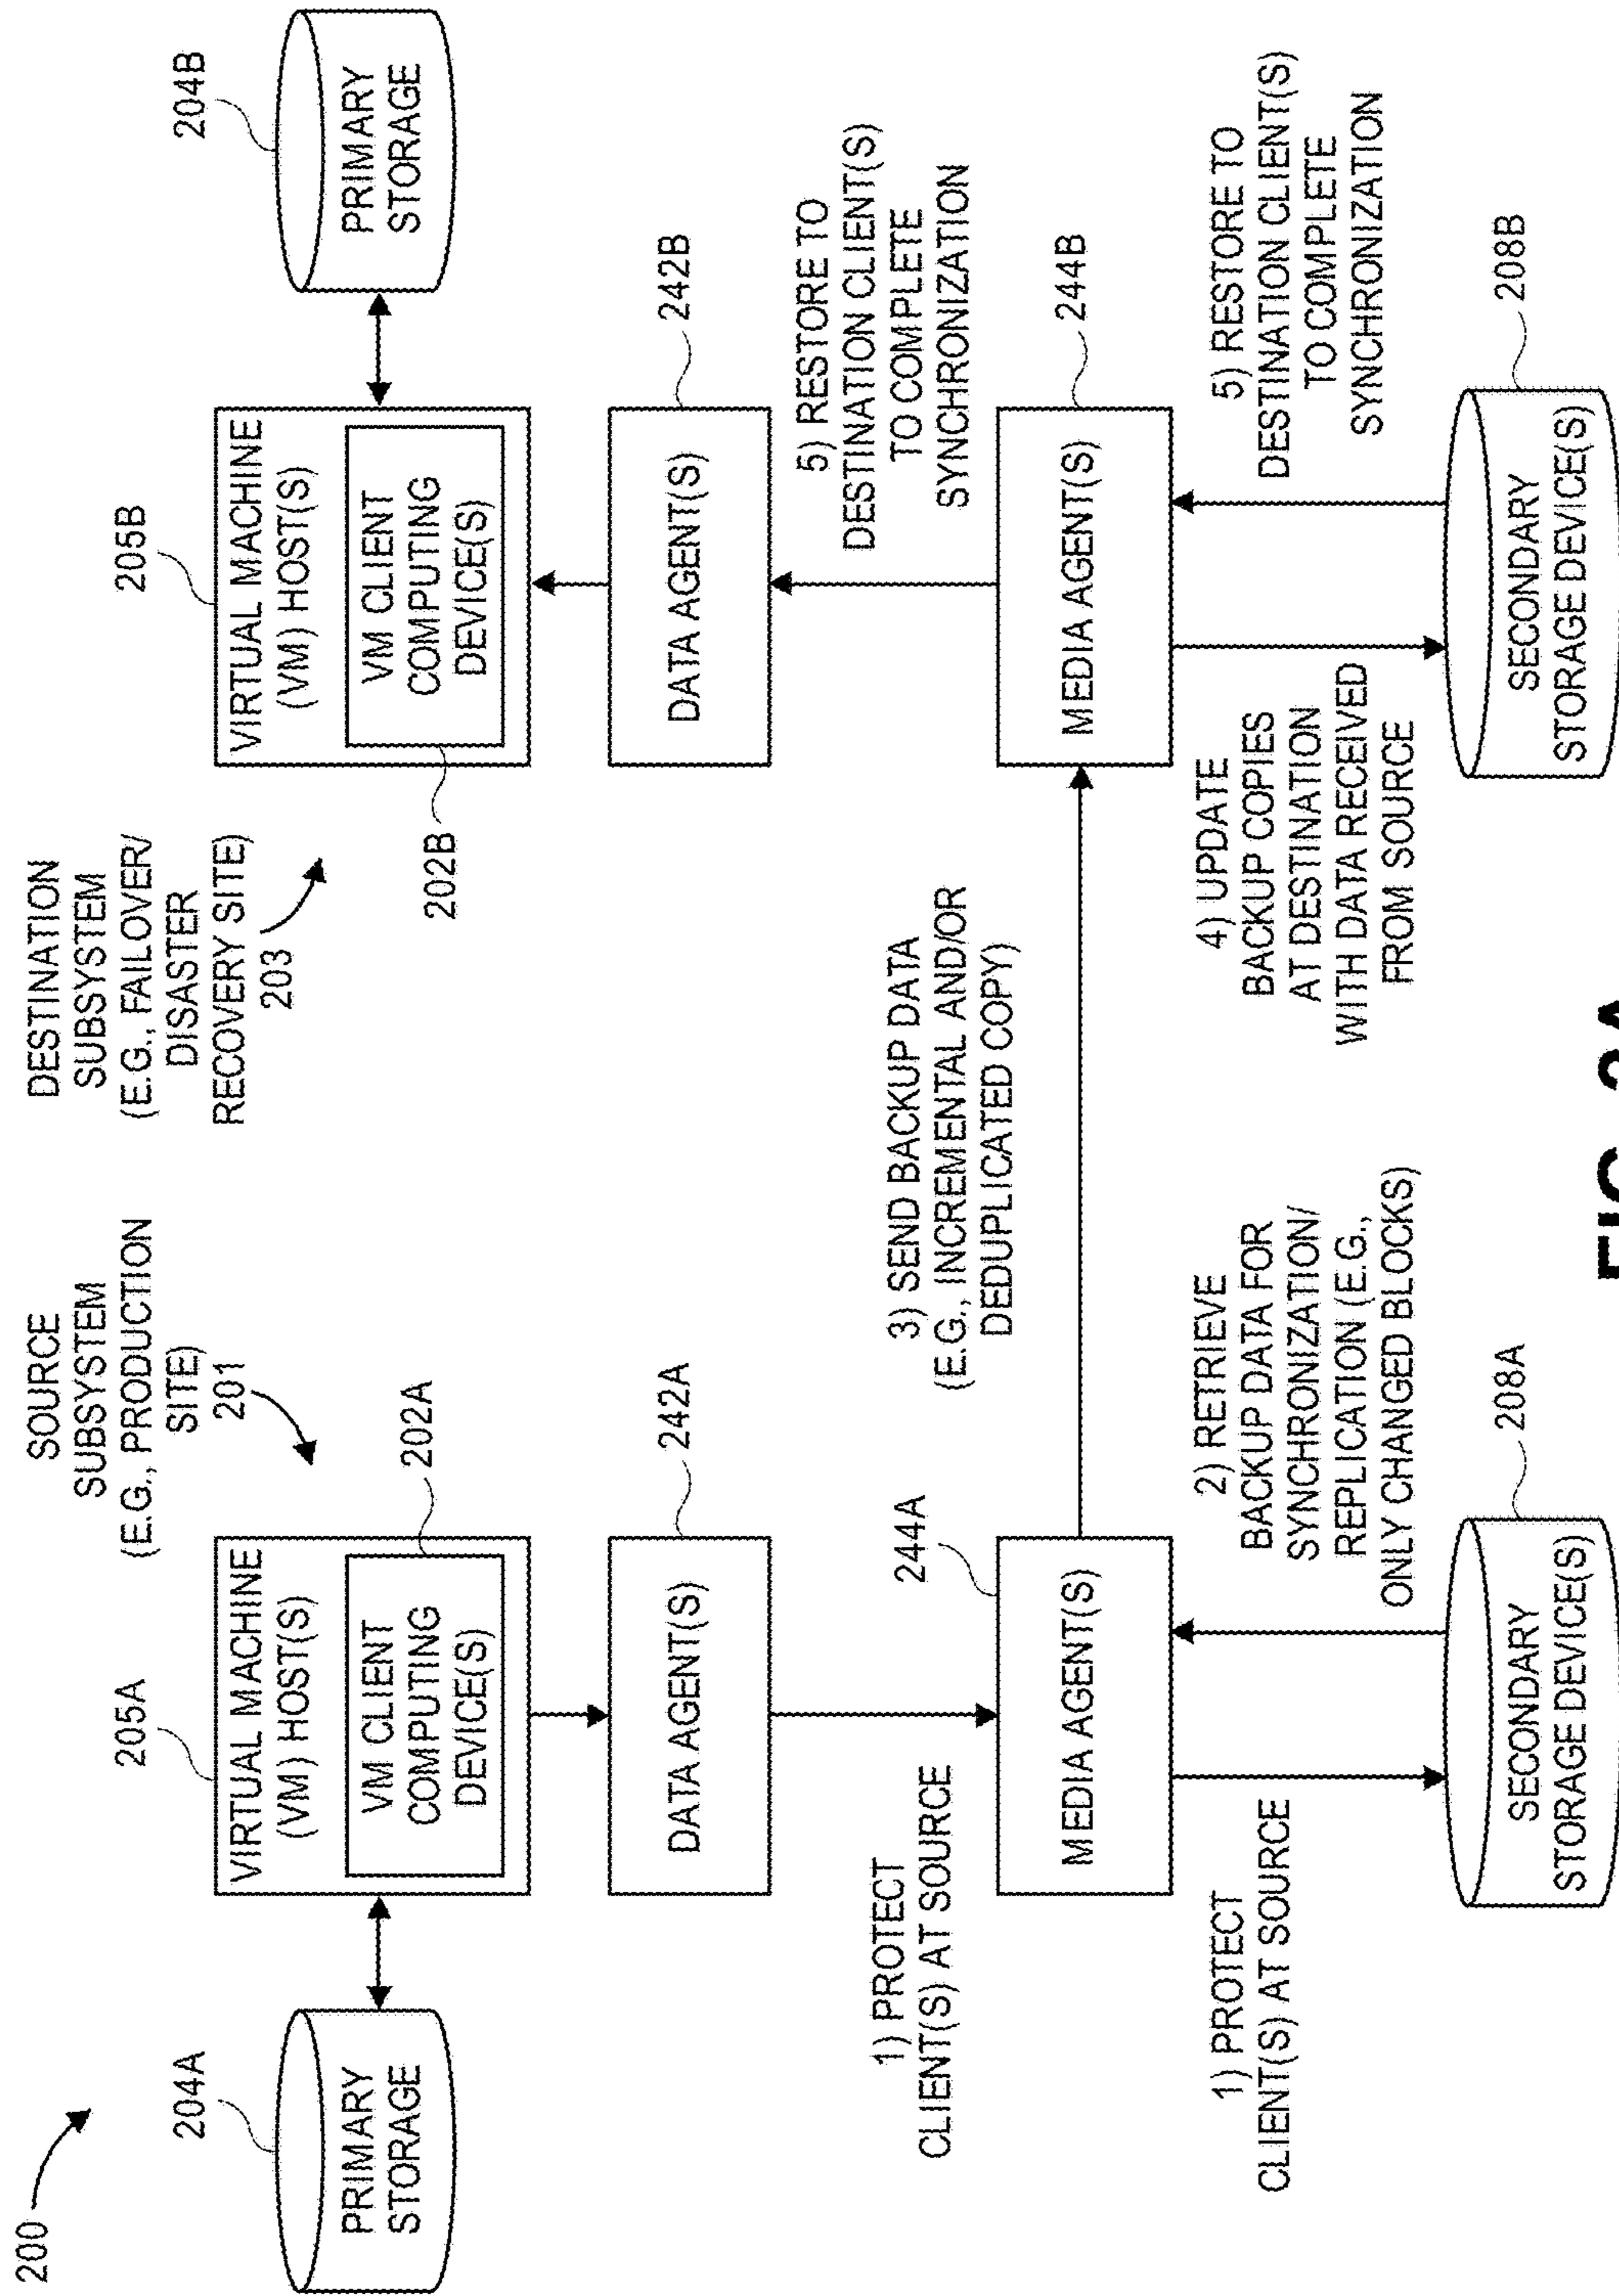 200
SOURCE
SUBSYSTEM
(E.G., PRODUCTION
SITE)
201
DESTINATION
SUBSYSTEM
(E.G., FAILOVER/
DISASTER
RECOVERY SITE)
203
204A
PRIMARY
STORAGE
205A
VIRTUAL MACHINE
(VM) HOST(S)
VM CLIENT
COMPUTING
DEVICE(S)
202A
205B
VIRTUAL MACHINE
(VM) HOST(S)
VM CLIENT
COMPUTING
DEVICE(S)
202B
204B
PRIMARY
STORAGE
DATA AGENT(S)
242A
DATA AGENT(S)
242B
1) PROTECT
CLIENT(S) AT SOURCE
3) SEND BACKUP DATA
(E.G., INCREMENTAL AND/OR
DEDUPLICATED COPY)
5) RESTORE TO
DESTINATION CLIENT(S)
TO COMPLETE
SYNCHRONIZATION
244A
MEDIA AGENT(S)
MEDIA AGENT(S)
244B
1) PROTECT
CLIENT(S) AT SOURCE
2) RETRIEVE
BACKUP DATA FOR
SYNCHRONIZATION/
REPLICATION (E.G.,
ONLY CHANGED BLOCKS)
4) UPDATE
BACKUP COPIES
AT DESTINATION
WITH DATA RECEIVED
FROM SOURCE
5) RESTORE TO
DESTINATION CLIENT(S)
TO COMPLETE
SYNCHRONIZATION
SECONDARY
STORAGE DEVICE(S)
208A
SECONDARY
STORAGE DEVICE(S)
208B